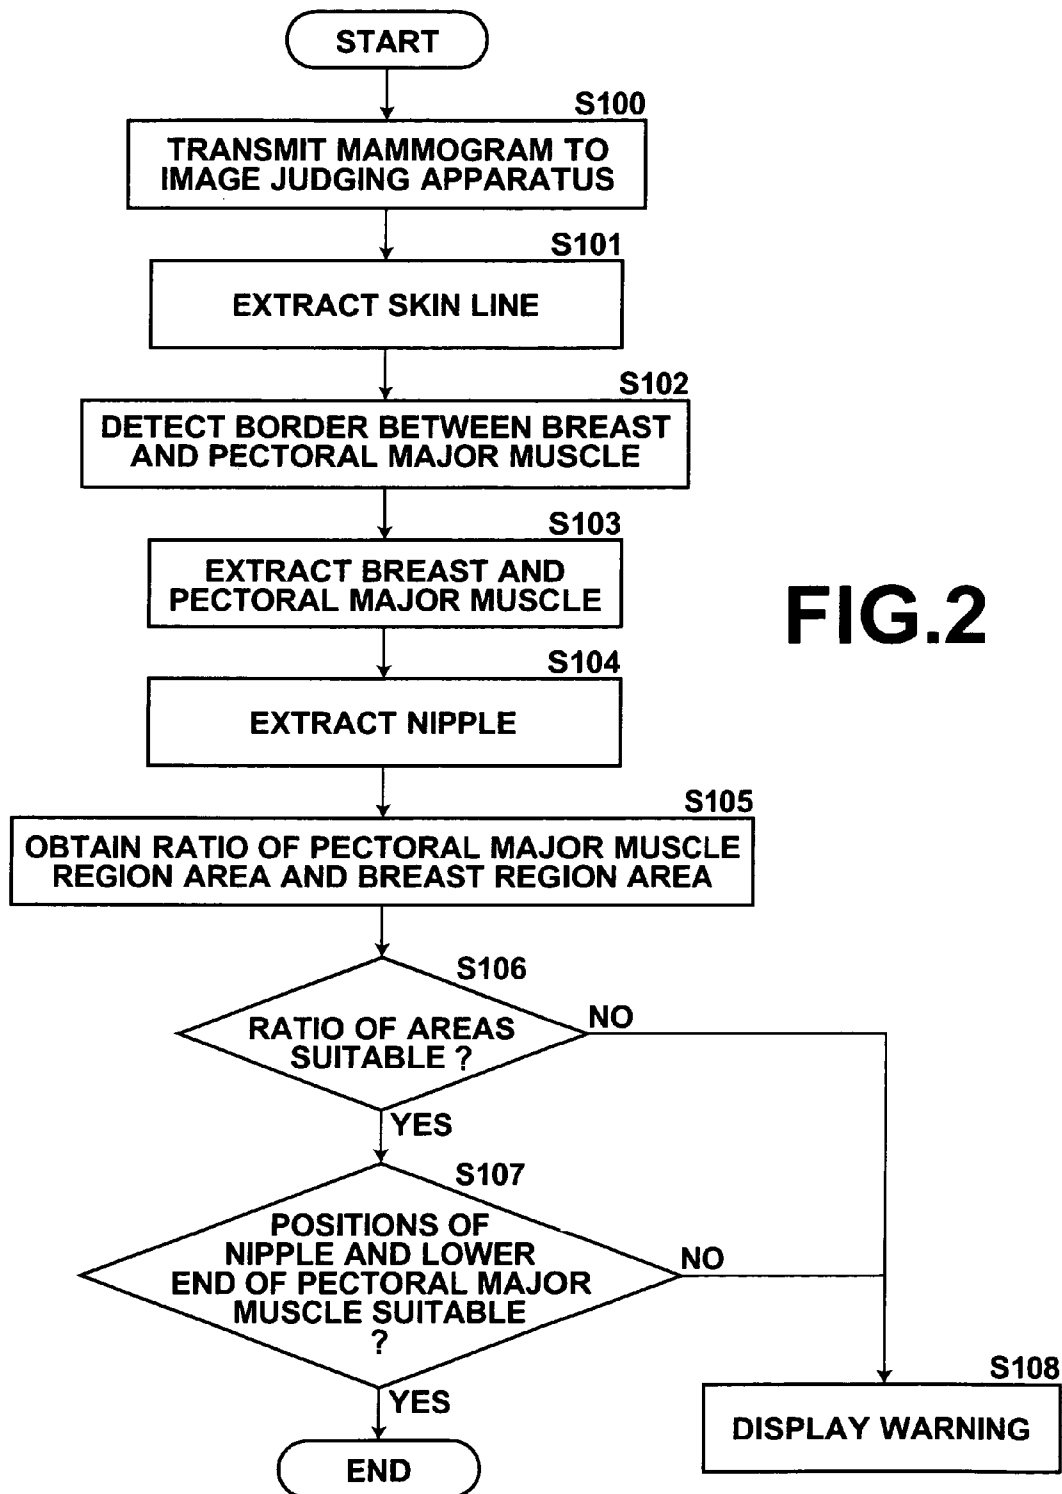 START
S100
TRANSMIT MAMMOGRAM TO
IMAGE JUDGING APPARATUS
S101
EXTRACT SKIN LINE
S102
DETECT BORDER BETWEEN BREAST
AND PECTORAL MAJOR MUSCLE
S103
EXTRACT BREAST AND
PECTORAL MAJOR MUSCLE
FIG.2
S104
EXTRACT NIPPLE
S105
OBTAIN RATIO OF PECTORAL MAJOR MUSCLE
REGION AREA AND BREAST REGION AREA
S106
RATIO OF AREAS
SUITABLE ?
NO
YES
S107
POSITIONS OF
NIPPLE AND LOWER
END OF PECTORAL MAJOR
MUSCLE SUITABLE
?
NO
YES
S108
DISPLAY WARNING
END